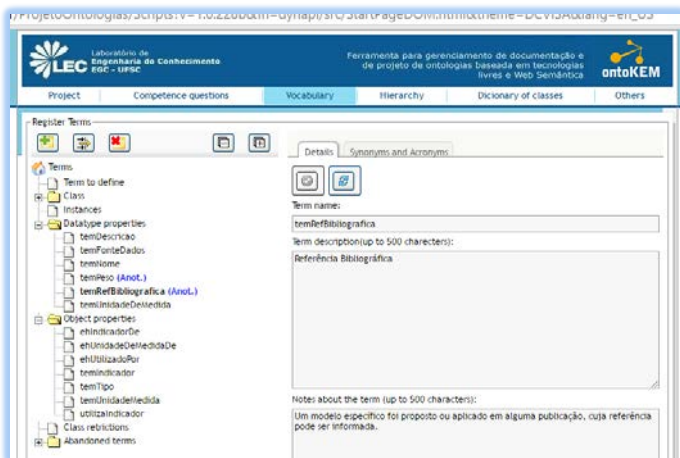 /ProjetoOntologias/Scripts?V=1.0.228b&m=dynapi/src/StartPageDOM.html&theme=DCVISA&lang=en_US
LEC
Laboratório de
Engenharia do Conhecimento
EGC - UFSC
Ferramenta para gerenciamento de documentação e
de projeto de ontologias baseada em tecnologias
livres e Web Semântica
ontoKEM
Project Competence questions Vocabulary Hierarchy Dicionary of classes Others
Register Terms
Terms
Term to define
Class
Instances
Datatype properties
temDescricao
temFonteDados
temNome
temPeso (Anot.)
temRefBibliografica (Anot.)
temUnidadeDeMedida
Object properties
ehIndicadorDe
ehUnidadeDeMedidaDe
ehUtilizadoPor
temIndicador
temTipo
temUnidadeMedida
utilizaIndicador
Class retrictions
Abandoned terms
Details Synonyms and Acronyms
Term name:
temRefBibliografica
Term description(up to 500 charecters):
Referência Bibliográfica
Notes about the term (up to 500 characters):
Um modelo específico foi proposto ou aplicado em alguma publicação, cuja referência
pode ser informada.